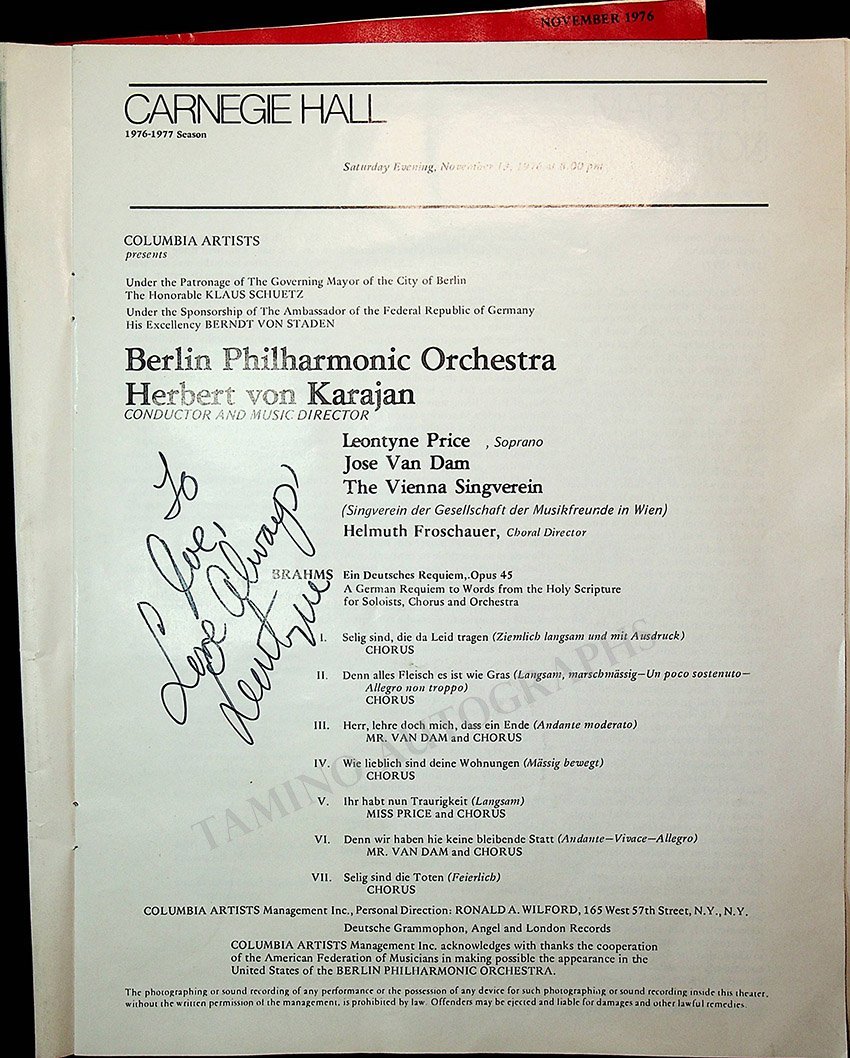 NOVEMBER 1976
CARNEGIE HALL
1976-1977 Season
Saturday Evening, November 13, 1976 at 8:00 pm
COLUMBIA ARTISTS
presents
Under the Patronage of The Governing Mayor of the City of Berlin
The Honorable KLAUS SCHUETZ
Under the Sponsorship of The Ambassador of the Federal Republic of Germany
His Excellency BERNDT VON STADEN
Berlin Philharmonic Orchestra
Herbert von Karajan
CONDUCTOR AND MUSIC DIRECTOR
Leontyne Price , Soprano
Jose Van Dam
The Vienna Singverein
(Singverein der Gesellschaft der Musikfreunde in Wien)
Helmuth Froschauer, Choral Director
To
Joe,
Love Always
Leontyne
BRAHMS Ein Deutsches Requiem,.Opus 45
A German Requiem to Words from the Holy Scripture
for Soloists, Chorus and Orchestra
I. Selig sind, die da Leid tragen (Ziemlich langsam und mit Ausdruck)
CHORUS
II. Denn alles Fleisch es ist wie Gras (Langsam, marschmässig—Un poco sostenuto—
Allegro non troppo)
CHORUS
III. Herr, lehre doch mich, dass ein Ende (Andante moderato)
MR. VAN DAM and CHORUS
IV. Wie lieblich sind deine Wohnungen (Mässig bewegt)
CHORUS
V. Ihr habt nun Traurigkeit (Langsam)
MISS PRICE and CHORUS
VI. Denn wir haben hie keine bleibende Statt (Andante—Vivace—Allegro)
MR. VAN DAM and CHORUS
VII. Selig sind die Toten (Feierlich)
CHORUS
TAMINO AUTOGRAPHS
COLUMBIA ARTISTS Management Inc., Personal Direction: RONALD A. WILFORD, 165 West 57th Street, N.Y., N.Y.
Deutsche Grammophon, Angel and London Records
COLUMBIA ARTISTS Management Inc. acknowledges with thanks the cooperation
of the American Federation of Musicians in making possible the appearance in the
United States of the BERLIN PHILHARMONIC ORCHESTRA.
The photographing or sound recording of any performance or the possession of any device for such photographing or sound recording inside this theater,
without the written permission of the management, is prohibited by law. Offenders may be ejected and liable for damages and other lawful remedies.